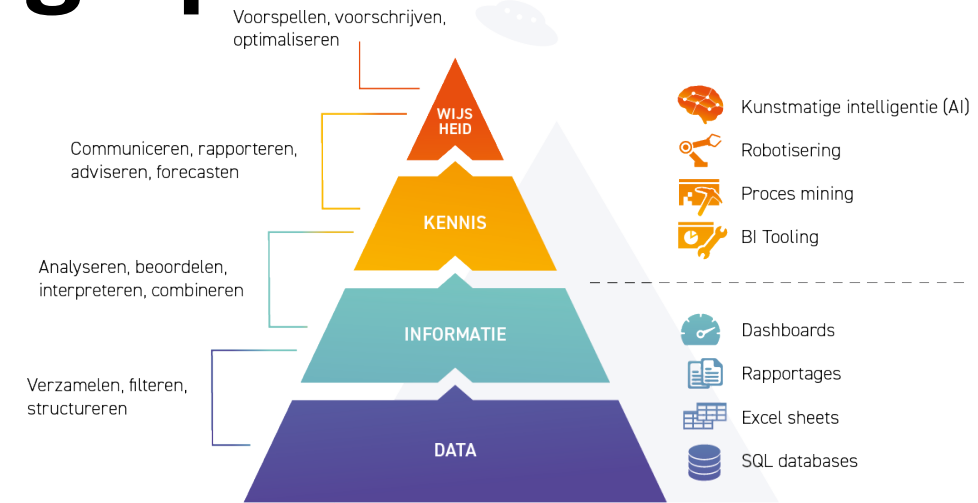 Voorspellen, voorschrijven,
optimaliseren
WIJS
HEID
Kunstmatige intelligentie (AI)
Communiceren, rapporteren,
adviseren, forecasten
Robotisering
Proces mining
KENNIS
BI Tooling
Analyseren, beoordelen,
interpreteren, combineren
INFORMATIE
Dashboards
Rapportages
Verzamelen, filteren,
structureren
Excel sheets
DATA
SQL databases